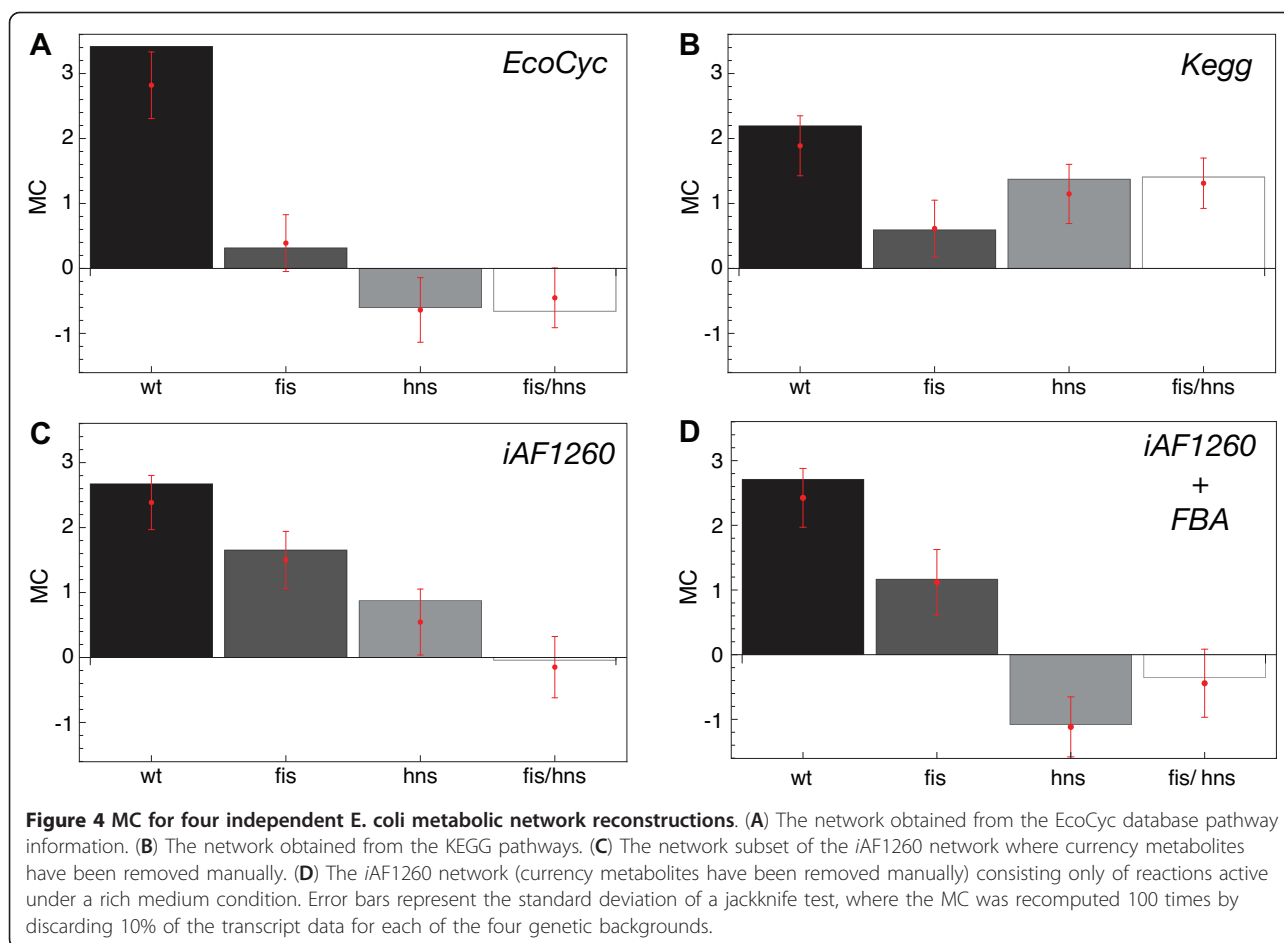 A
EcoCyc
3
2
1
0
-1
MC
wt
fis
hns
fis/hns
B
Kegg
3
2
1
0
-1
MC
wt
fis
hns
fis/hns
C
iAF1260
3
2
1
0
-1
MC
wt
fis
hns
fis/hns
D
iAF1260
+
FBA
3
2
1
0
-1
MC
wt
fis
hns
fis/ hns
Figure 4 MC for four independent E. coli metabolic network reconstructions. (A) The network obtained from the EcoCyc database pathway
information. (B) The network obtained from the KEGG pathways. (C) The network subset of the iAF1260 network where currency metabolites
have been removed manually. (D) The iAF1260 network (currency metabolites have been removed manually) consisting only of reactions active
under a rich medium condition. Error bars represent the standard deviation of a jackknife test, where the MC was recomputed 100 times by
discarding 10% of the transcript data for each of the four genetic backgrounds.